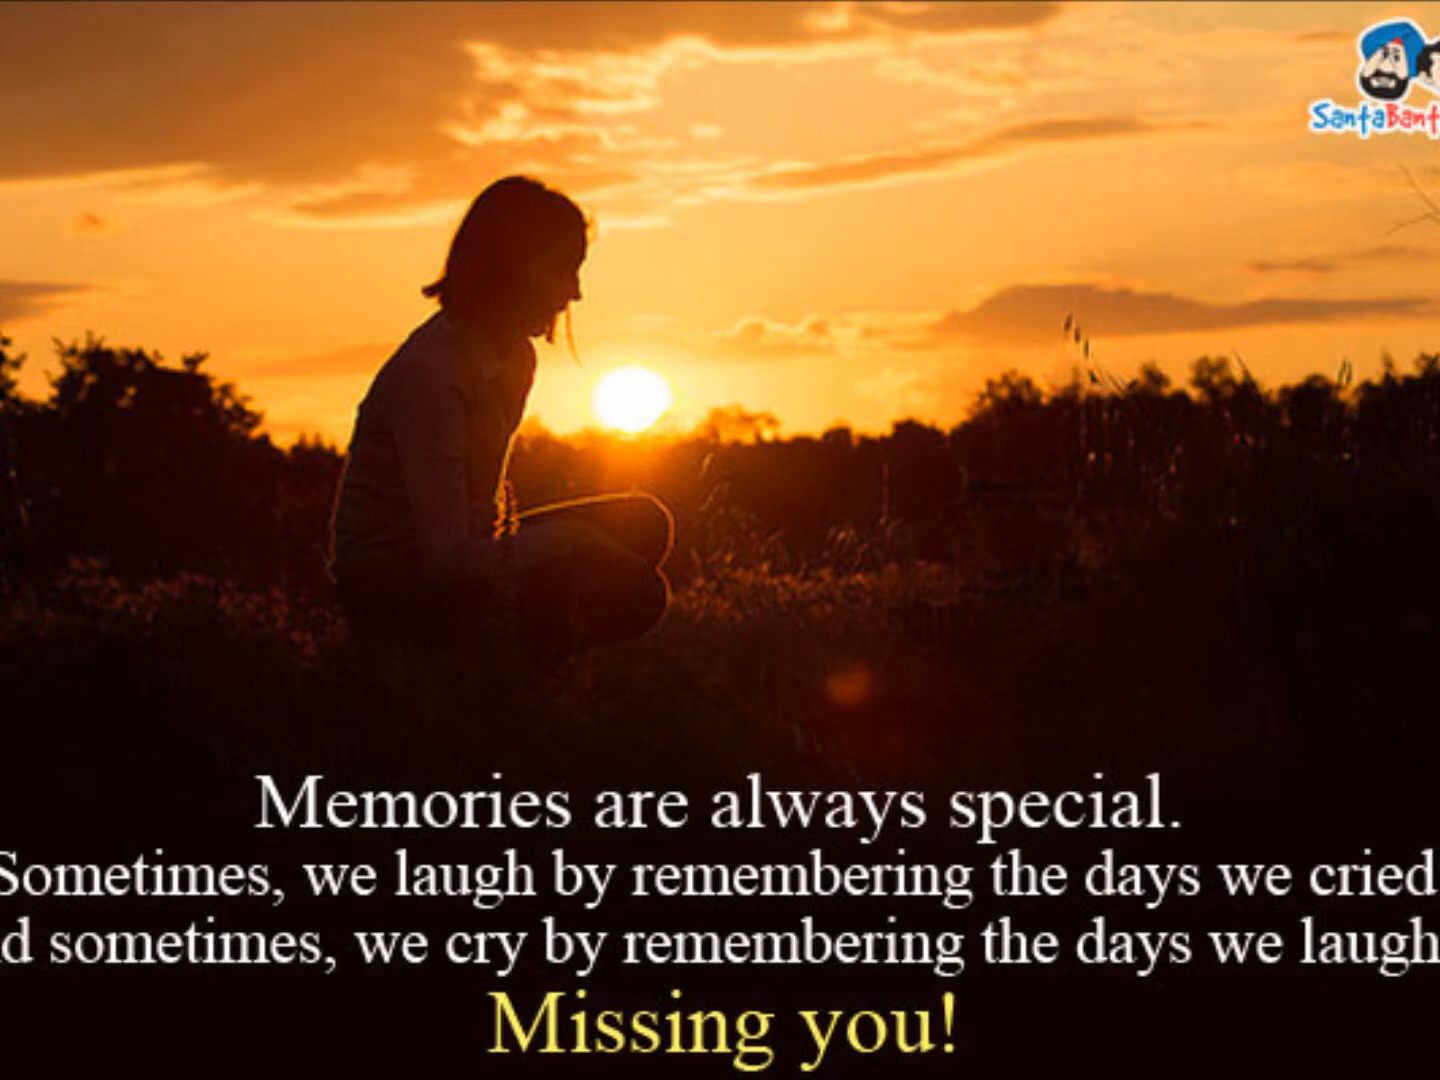 SantaBant
Memories are always special.
Sometimes, we laugh by remembering the days we cried
d sometimes, we cry by remembering the days we laugh
Missing you!